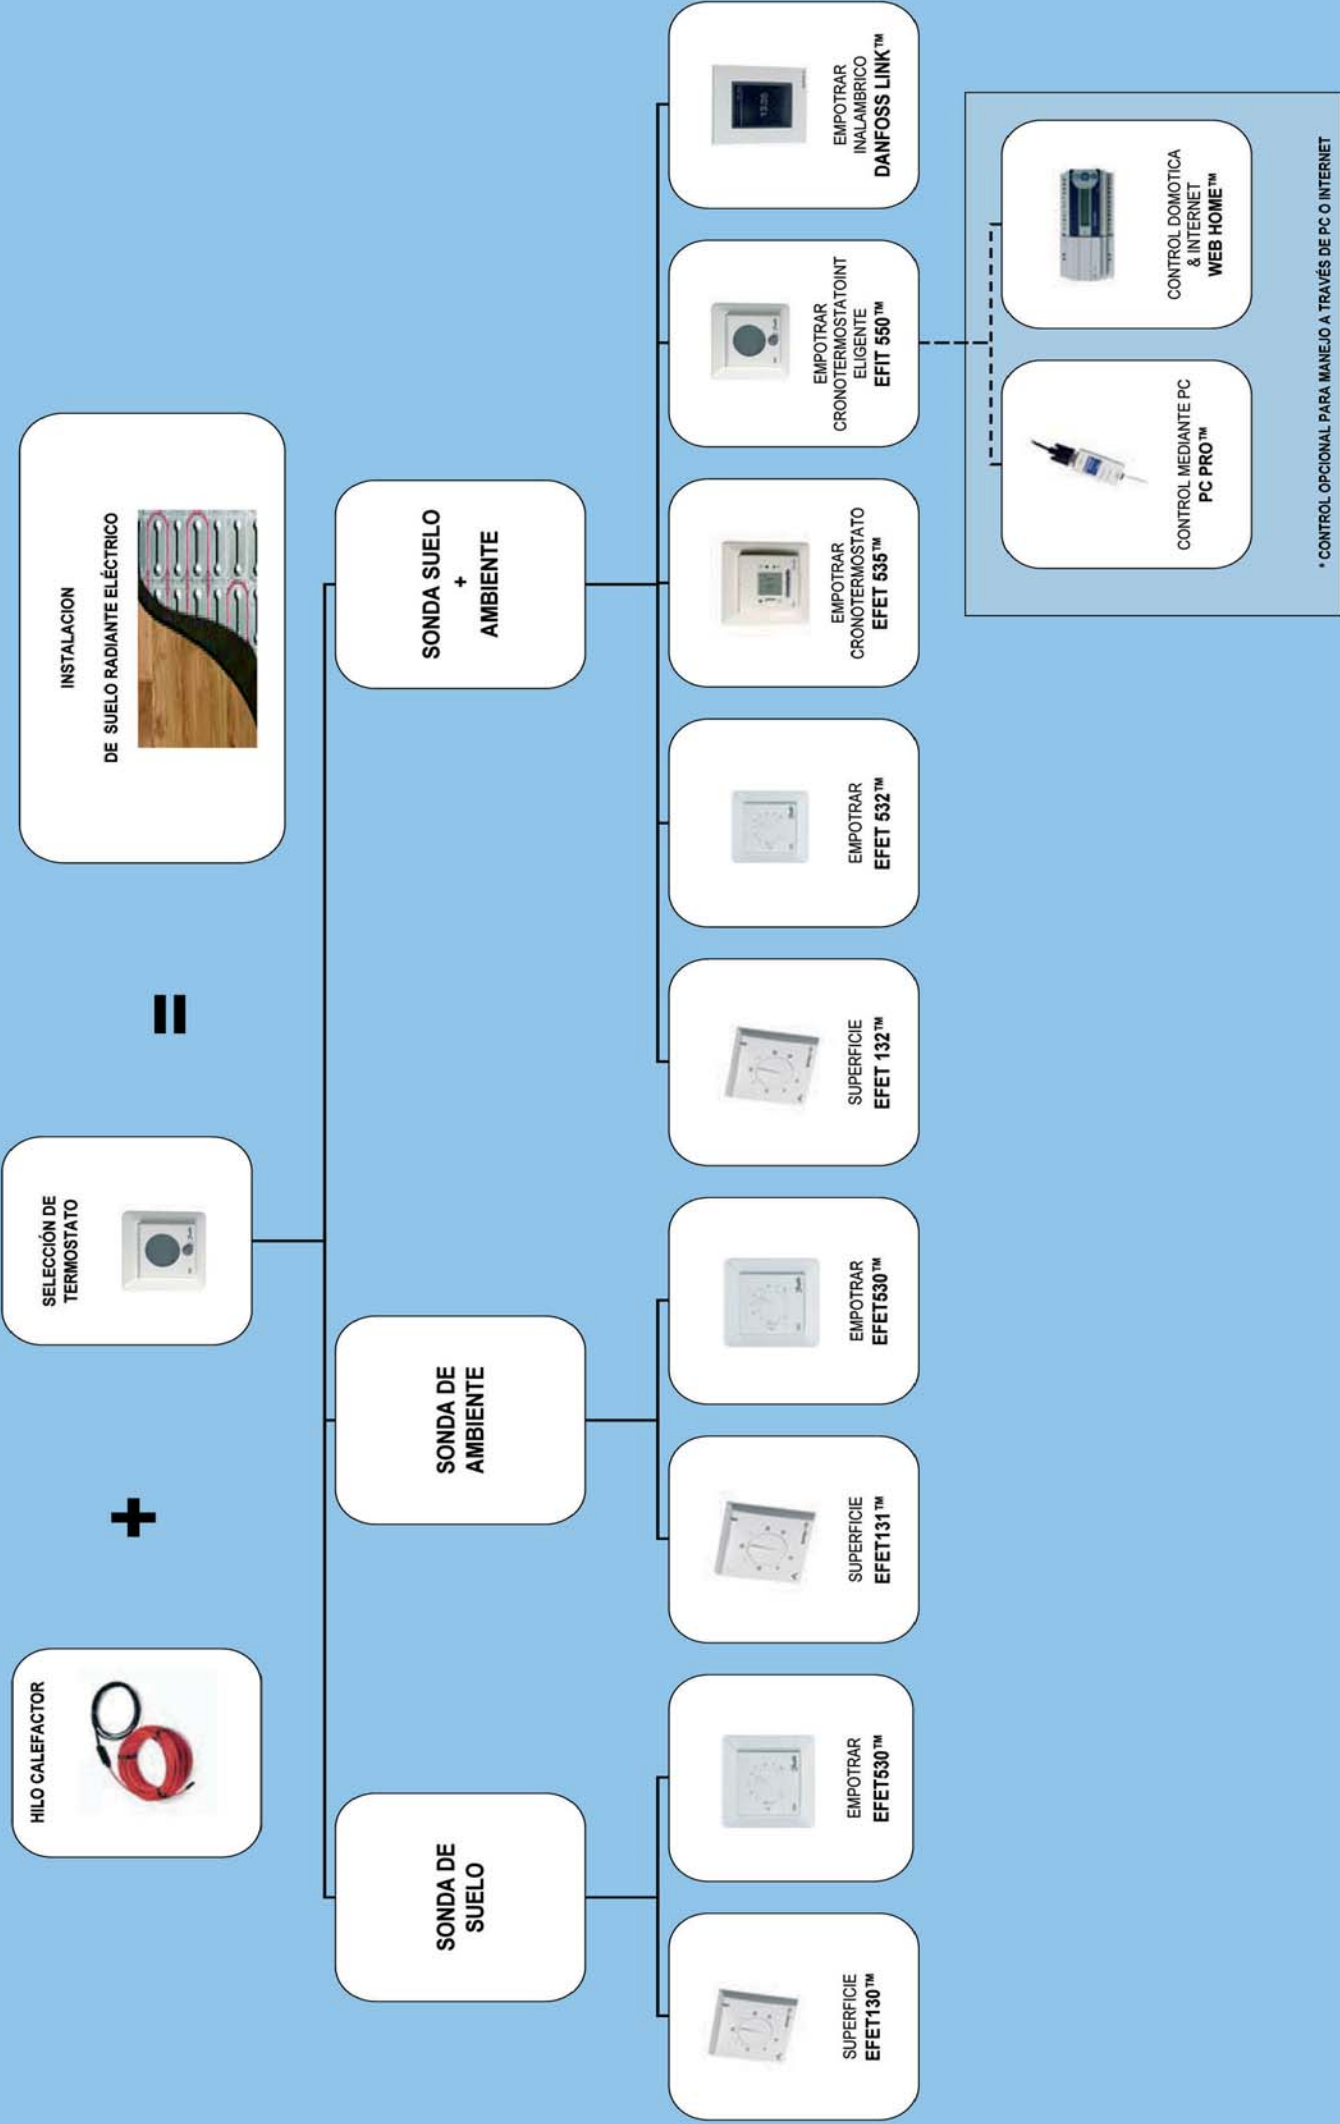 HILO CALEFACTOR
+
SELECCIÓN DE
TERMOSTATO
=
INSTALACION
DE SUELO RADIANTE ELÉCTRICO
SONDA DE
SUELO
SONDA DE
AMBIENTE
SONDA SUELO
+
AMBIENTE
SUPERFICIE
EFET130™
EMPOTRAR
EFET530™
SUPERFICIE
EFET131™
EMPOTRAR
EFET530™
SUPERFICIE
EFET 132™
EMPOTRAR
EFET 532™
EMPOTRAR
CRONOTERMOSTATO
EFET 535™
EMPOTRAR
CRONOTERMOSTATOINT
ELIGENTE
EFIT 550™
EMPOTRAR
INALAMBRICO
DANFOSS LINK™
CONTROL MEDIANTE PC
PC PRO™
CONTROL DOMOTICA
& INTERNET
WEB HOME™
* CONTROL OPCIONAL PARA MANEJO A TRAVÉS DE PC O INTERNET